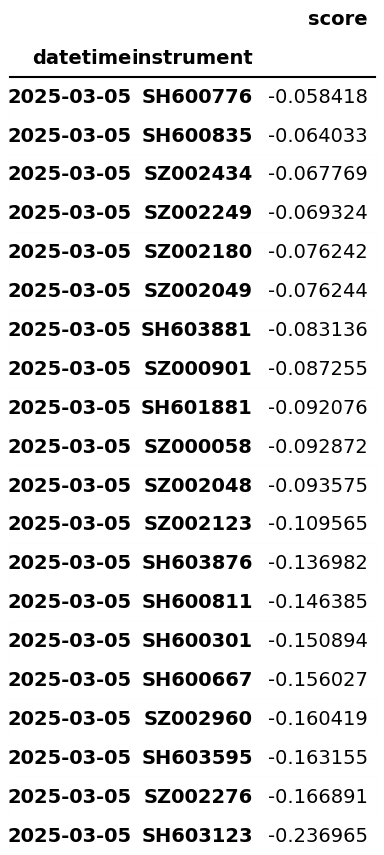 score
datetime instrument
2025-03-05 SH600776 -0.058418
2025-03-05 SH600835 -0.064033
2025-03-05 SZ002434 -0.067769
2025-03-05 SZ002249 -0.069324
2025-03-05 SZ002180 -0.076242
2025-03-05 SZ002049 -0.076244
2025-03-05 SH603881 -0.083136
2025-03-05 SZ000901 -0.087255
2025-03-05 SH601881 -0.092076
2025-03-05 SZ000058 -0.092872
2025-03-05 SZ002048 -0.093575
2025-03-05 SZ002123 -0.109565
2025-03-05 SH603876 -0.136982
2025-03-05 SH600811 -0.146385
2025-03-05 SH600301 -0.150894
2025-03-05 SH600667 -0.156027
2025-03-05 SZ002960 -0.160419
2025-03-05 SH603595 -0.163155
2025-03-05 SZ002276 -0.166891
2025-03-05 SH603123 -0.236965